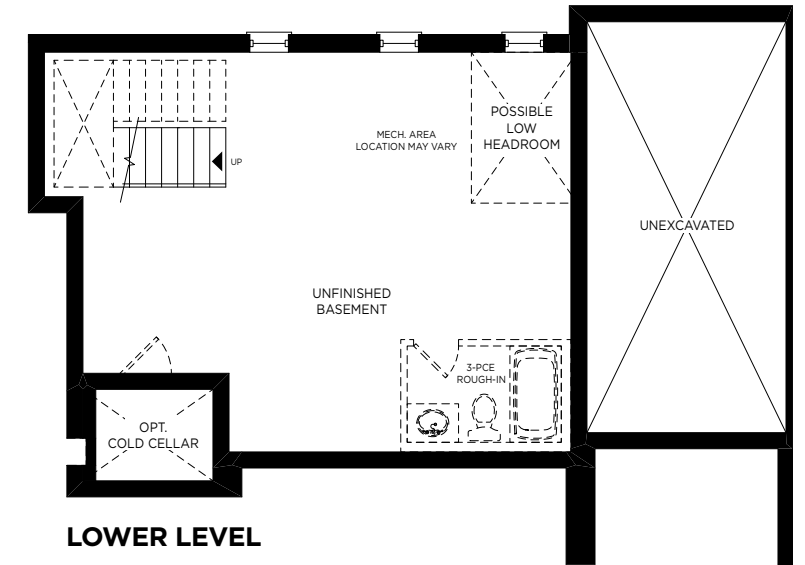 POSSIBLE
LOW
HEADROOM
MECH. AREA
LOCATION MAY VARY
UP
UNEXCAVATED
UNFINISHED
BASEMENT
3-PCE
ROUGH-IN
OPT.
COLD CELLAR
LOWER LEVEL